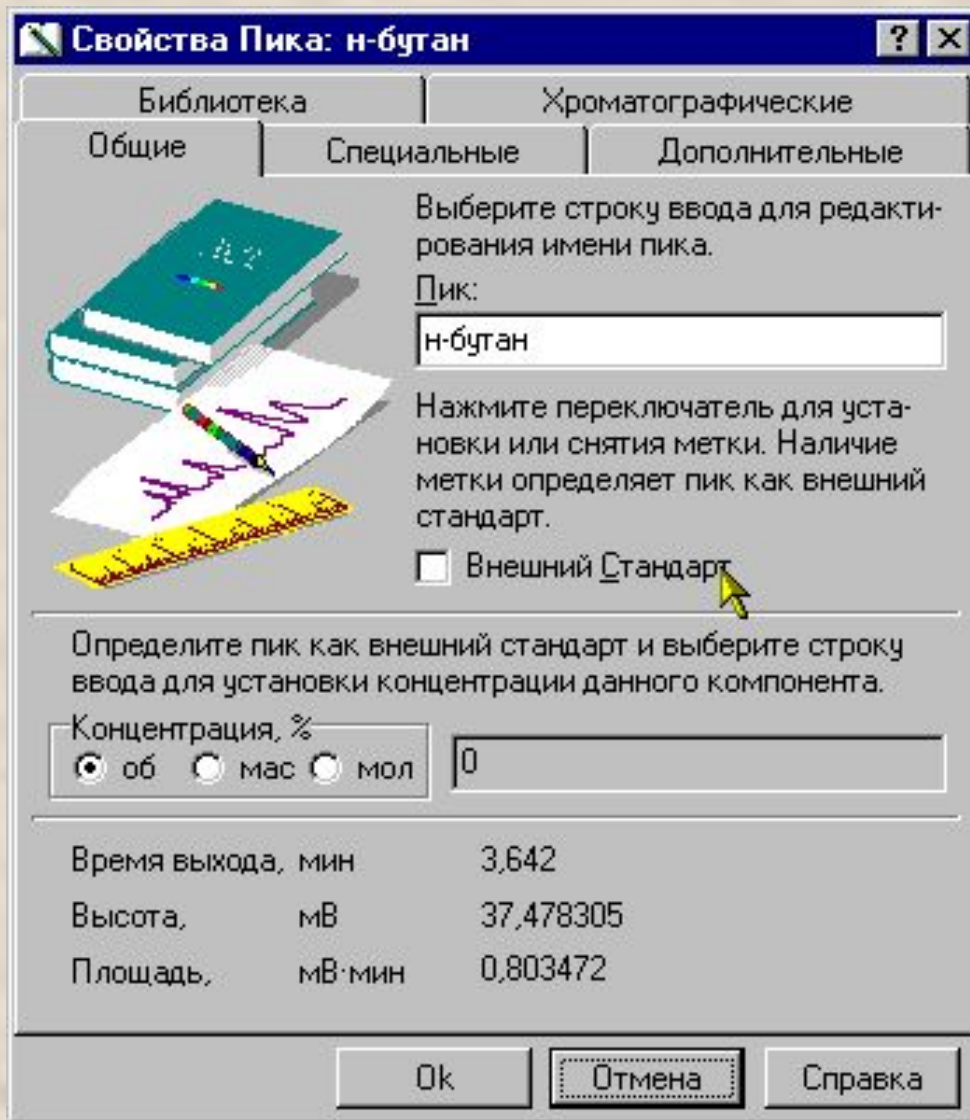 Свойства Пика: н-бутан
Библиотека
Хроматографические
Общие
Специальные
Дополнительные
Выберите строку ввода для редакти-
рования имени пика.
Пик:
н-бутан
Нажмите переключатель для уста-
новки или снятия метки. Наличие
метки определяет пик как внешний
стандарт.
Внешний Стандарт
Определите пик как внешний стандарт и выберите строку
ввода для установки концентрации данного компонента.
Концентрация, %
об мас мол 0
Время выхода, мин 3,642
Высота, мВ 37,478305
Площадь, мВ·мин 0,803472
Ok Отмена Справка